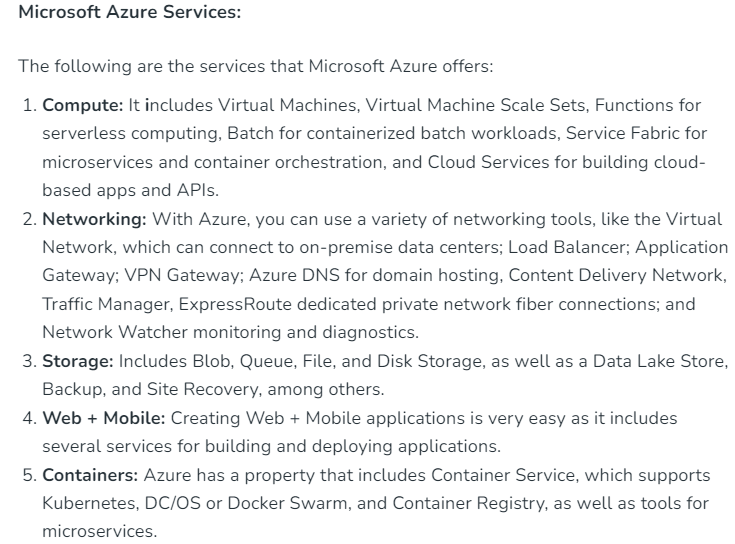 Microsoft Azure Services:
The following are the services that Microsoft Azure offers:
1. Compute: It includes Virtual Machines, Virtual Machine Scale Sets, Functions for
serverless computing, Batch for containerized batch workloads, Service Fabric for
microservices and container orchestration, and Cloud Services for building cloud-
based apps and APIs.
2. Networking: With Azure, you can use a variety of networking tools, like the Virtual
Network, which can connect to on-premise data centers; Load Balancer; Application
Gateway; VPN Gateway; Azure DNS for domain hosting, Content Delivery Network,
Traffic Manager, ExpressRoute dedicated private network fiber connections; and
Network Watcher monitoring and diagnostics.
3. Storage: Includes Blob, Queue, File, and Disk Storage, as well as a Data Lake Store,
Backup, and Site Recovery, among others.
4. Web + Mobile: Creating Web + Mobile applications is very easy as it includes
several services for building and deploying applications.
5. Containers: Azure has a property that includes Container Service, which supports
Kubernetes, DC/OS or Docker Swarm, and Container Registry, as well as tools for
microservices.